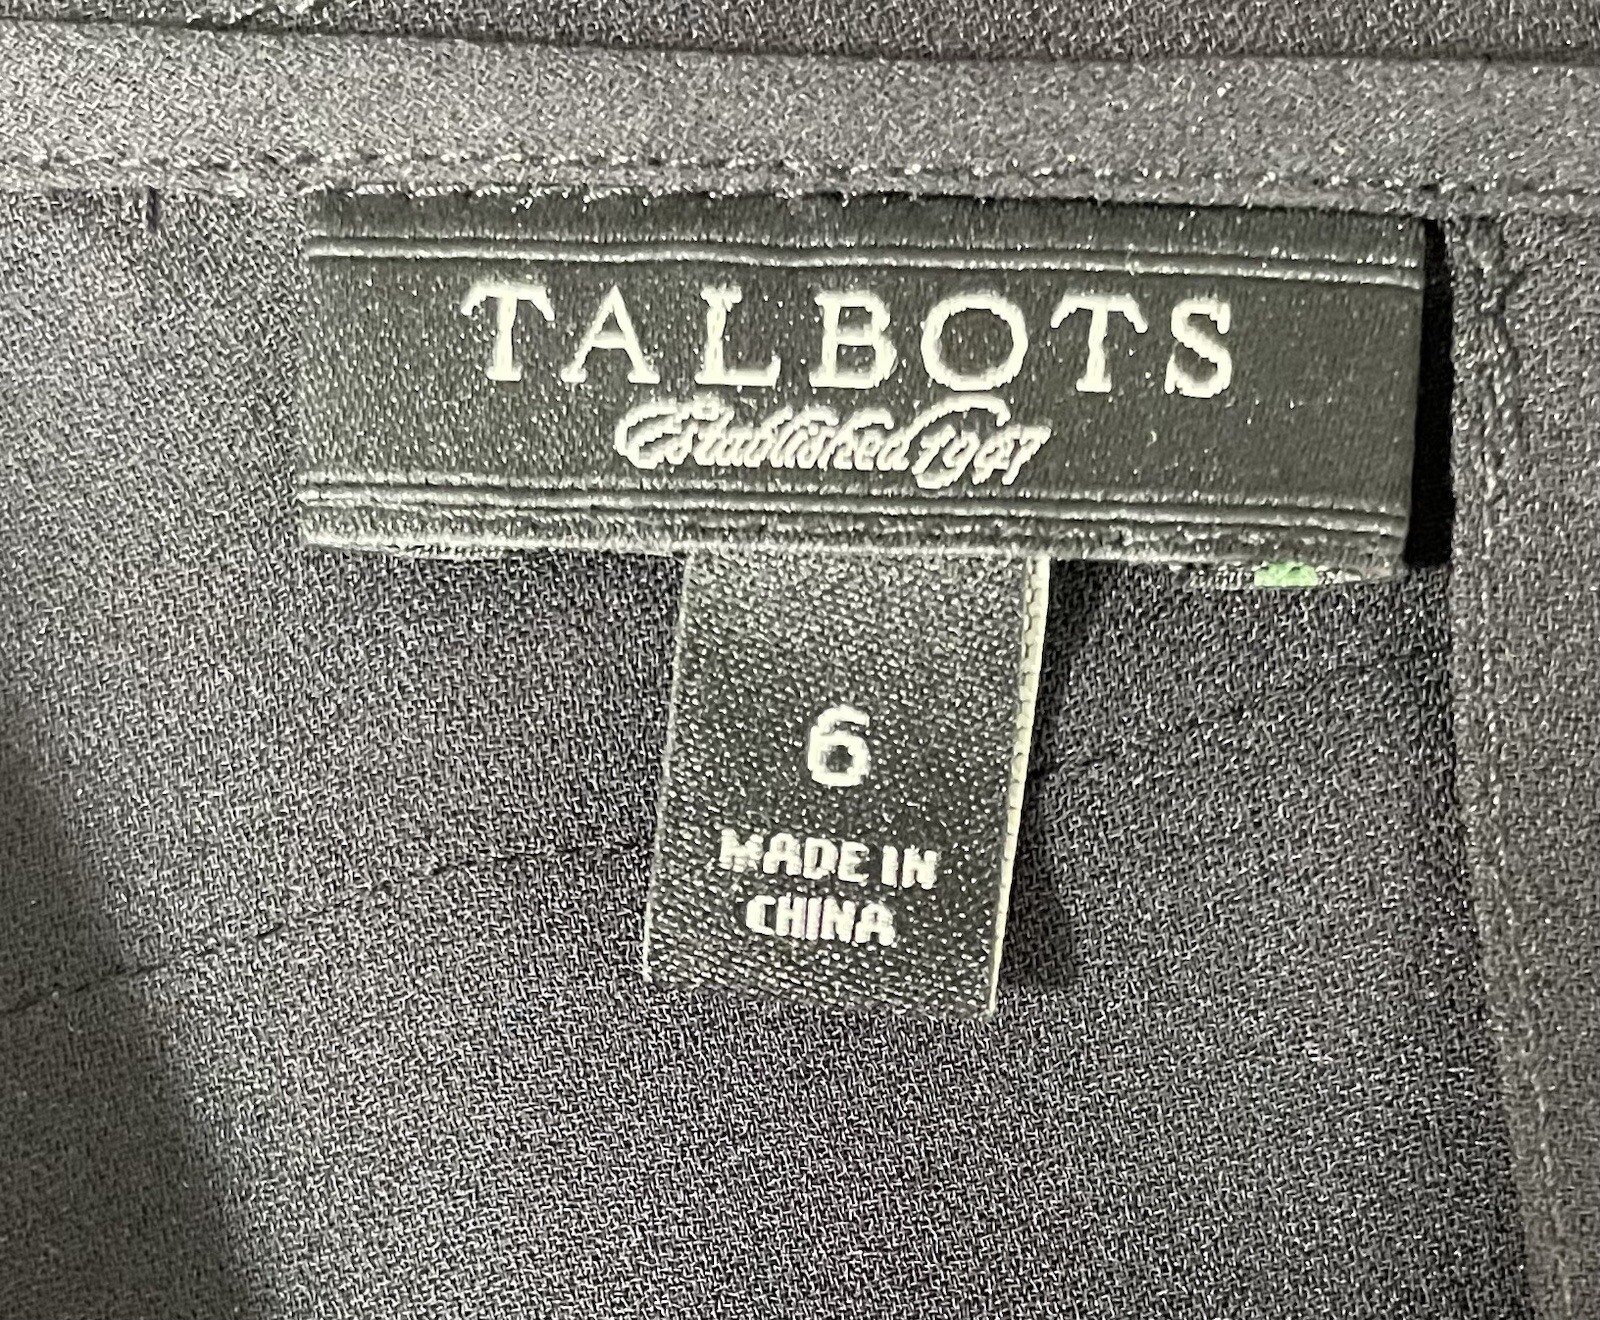 TALBOTS
Established 1947
6
MADE IN
CHINA